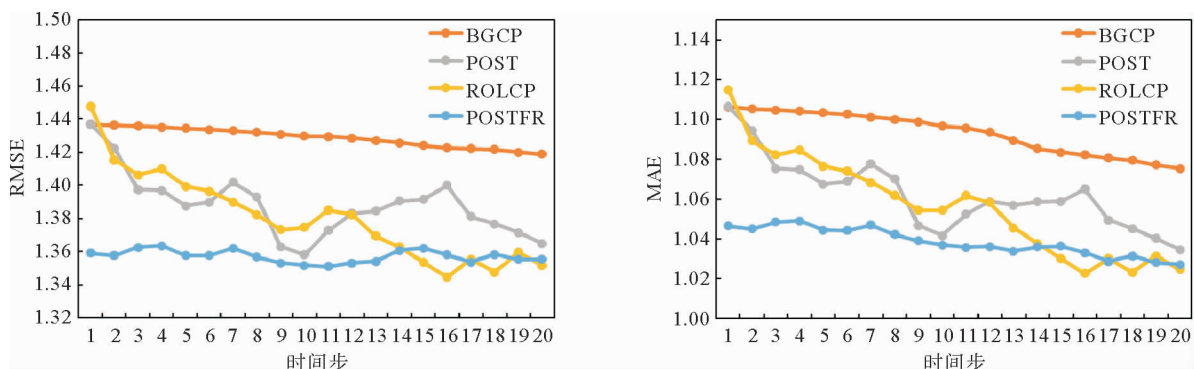 1.50
1.48
1.46
1.44
1.42
1.40
1.38
1.36
1.34
1.32
RMSE
BGCP
POST
ROLCP
POSTFR
1 2 3 4 5 6 7 8 9 10 11 12 13 14 15 16 17 18 19 20
时间步
1.14
1.12
1.10
1.08
1.06
1.04
1.02
1.00
MAE
BGCP
POST
ROLCP
POSTFR
1 2 3 4 5 6 7 8 9 10 11 12 13 14 15 16 17 18 19 20
时间步